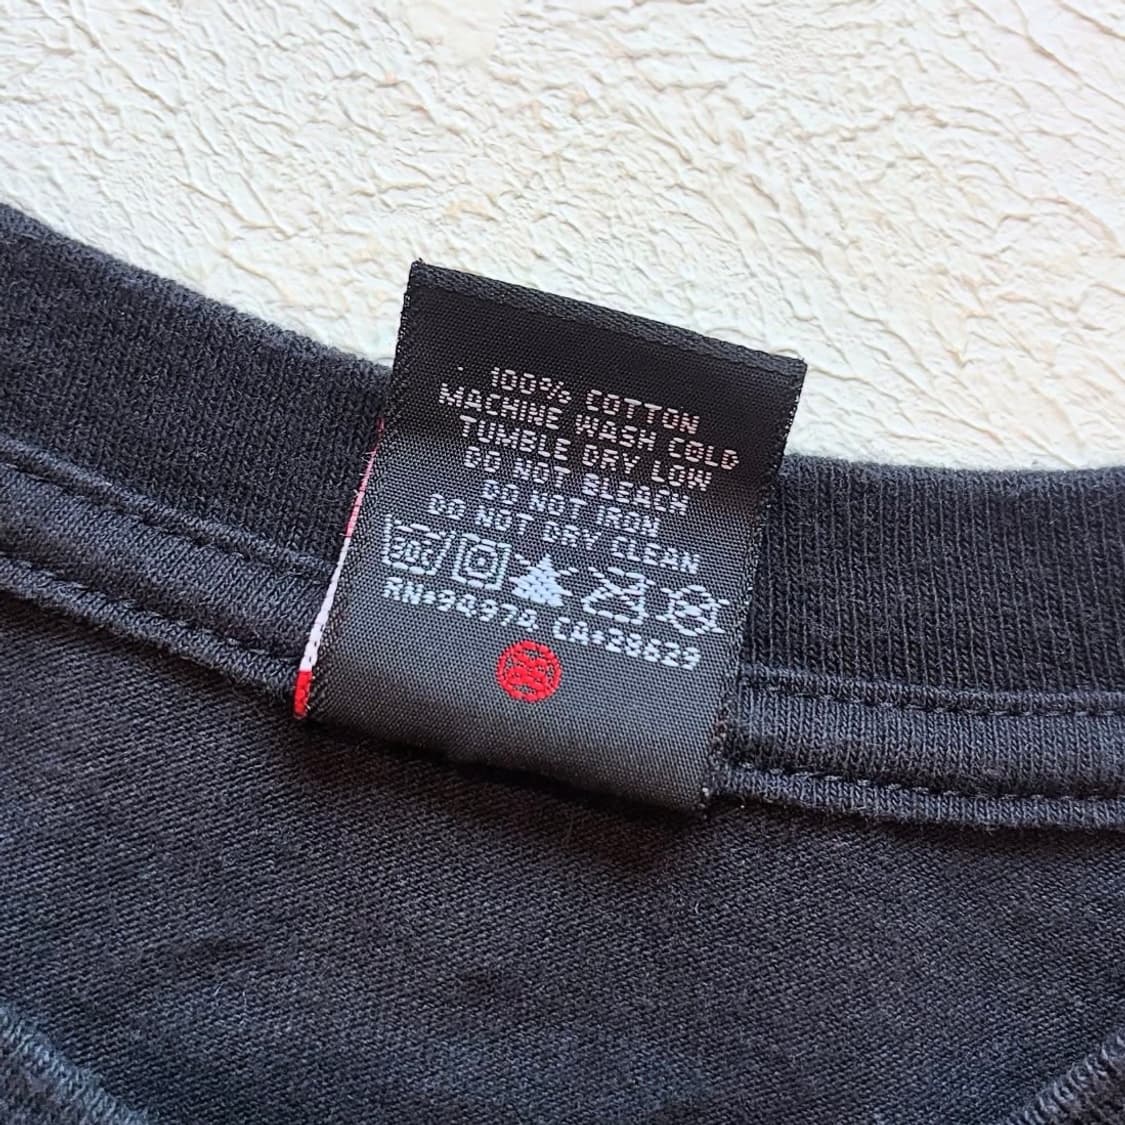 100% COTTON
MACHINE WASH COLD
TUMBLE DRY LOW
DO NOT BLEACH
DO NOT IRON
DO NOT DRY CLEAN
30c
RN#94974 CA#28629